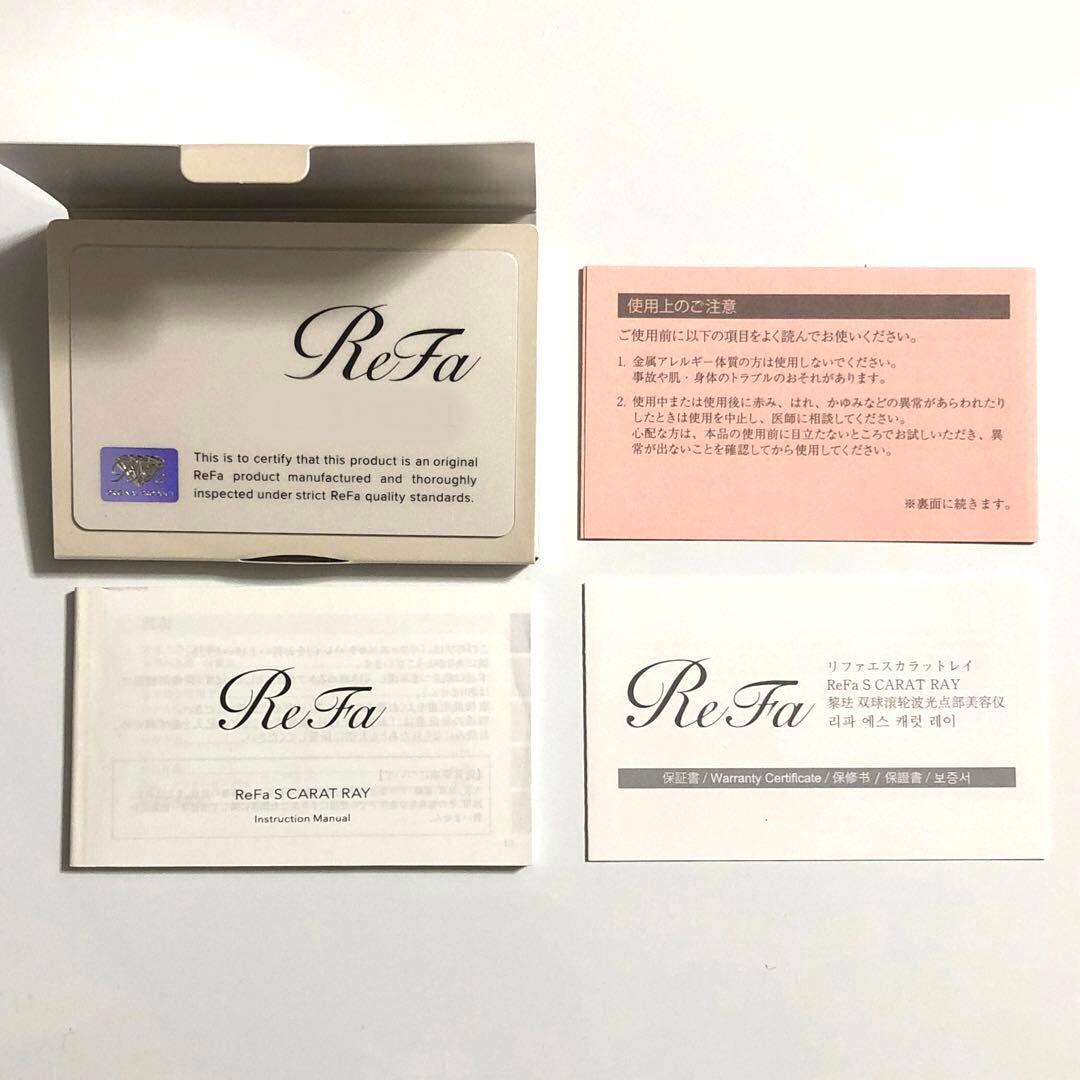 ReFa
This is to certify that this product is an original
ReFa product manufactured and thoroughly
inspected under strict ReFa quality standards.
使用上のご注意
ご使用前に以下の項目をよく読んでお使いください。
1. 金属アレルギー体質の方は使用しないでください。
事故や肌・身体のトラブルのおそれがあります。
2. 使用中または使用後に赤み、はれ、かゆみなどの異常があらわれたり
したときは使用を中止し、医師に相談してください。
心配な方は、本品の使用前に目立たないところでお試しいただき、異
常が出ないことを確認してから使用してください。
※裏面に続きます。
ReFa
ReFa S CARAT RAY
Instruction Manual
ReFa
リファエスカラットレイ
ReFa S CARAT RAY
黎珐 双球滚轮波光点部美容仪
리파 에스 캐럿 레이
保証書 / Warranty Certificate / 保修书 / 保證書 / 보증서